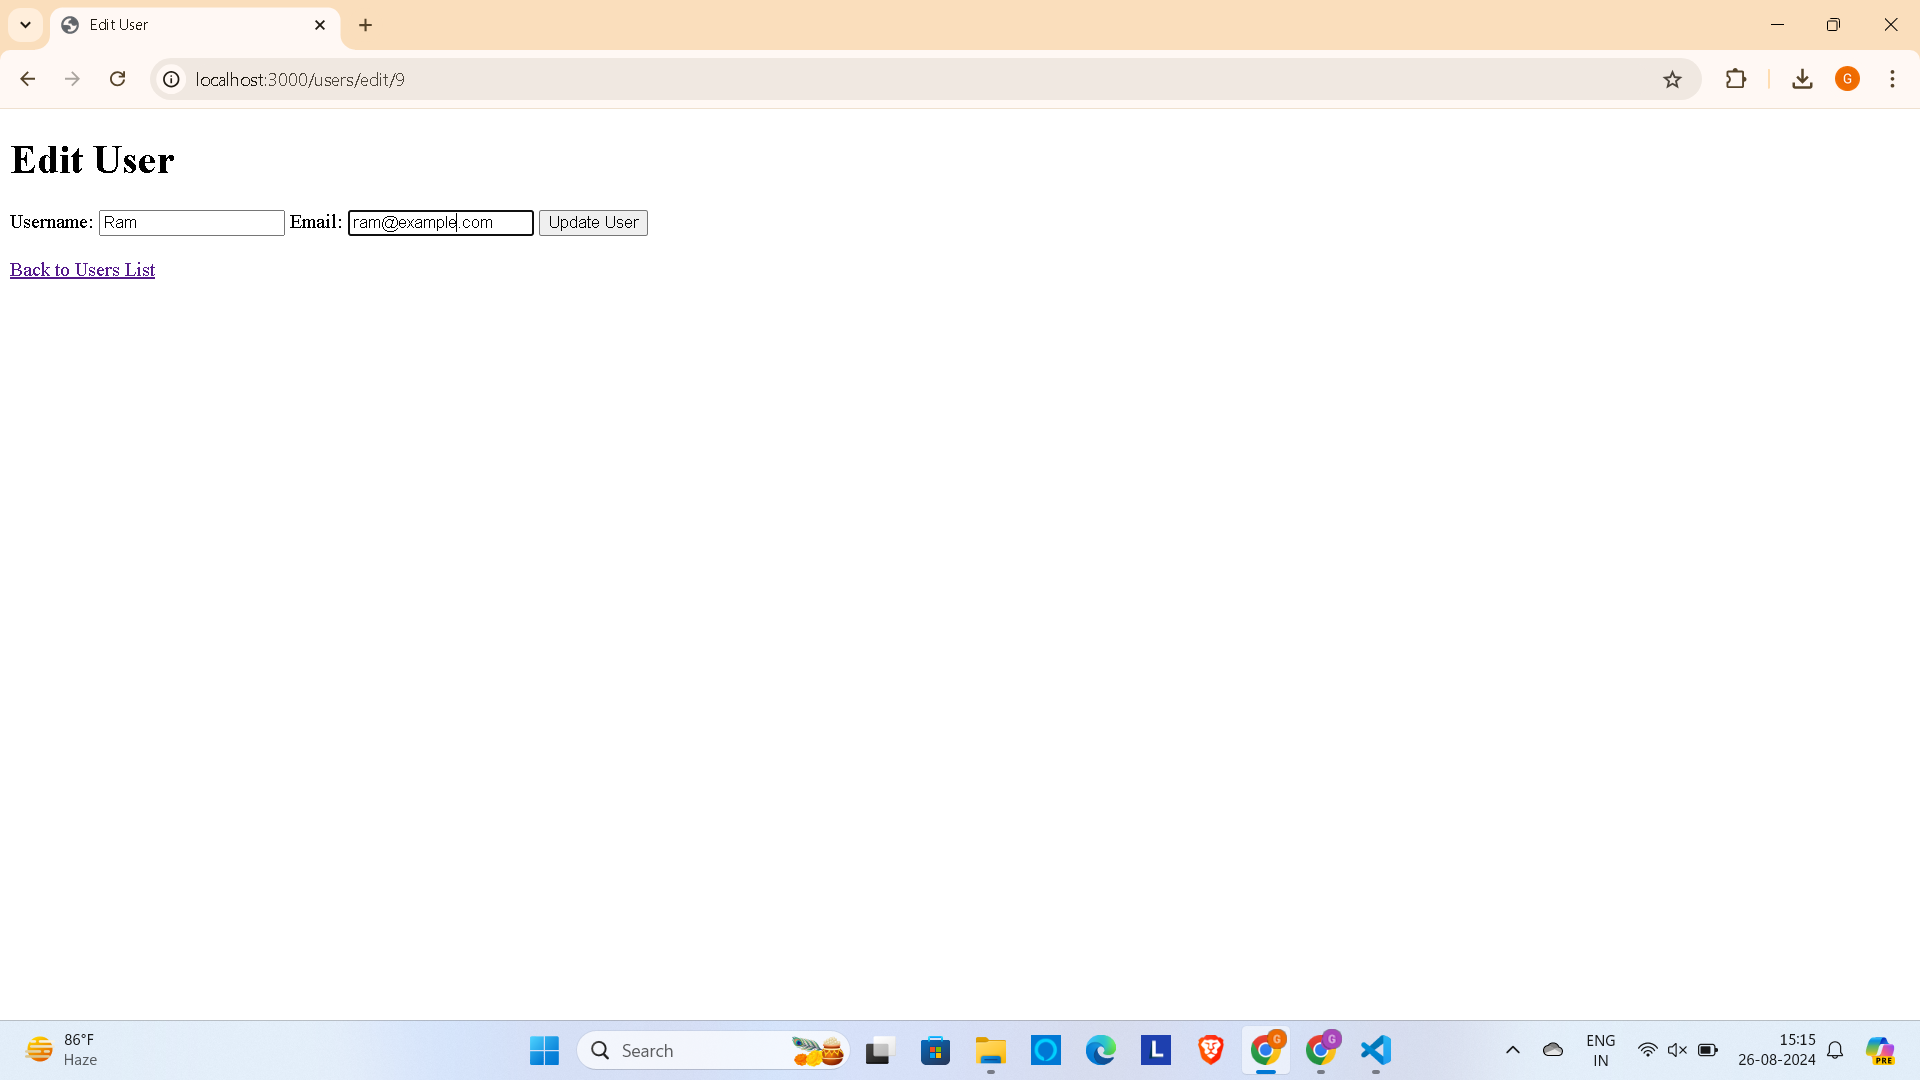 Edit User
localhost:3000/users/edit/9
G
Edit User
Username: Ram Email: ram@example.com Update User
Back to Users List
86°F
Haze
Search
L
G
G
ENG
IN
15:15
26-08-2024
PRE